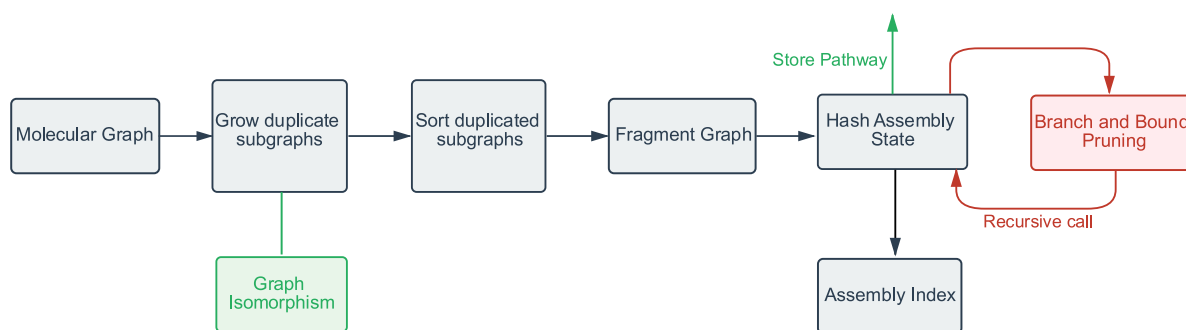 Store Pathway
Molecular Graph
Grow duplicate
subgraphs
Sort duplicated
subgraphs
Fragment Graph
Hash Assembly
State
Branch and Bound
Pruning
Recursive call
Graph
Isomorphism
Assembly Index